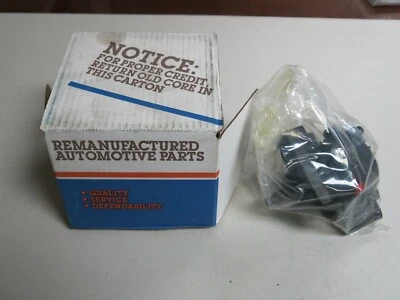 NOTICE:
FOR PROPER CREDIT
RETURN OLD CORE IN
THIS CARTON
REMANUFACTURED
AUTOMOTIVE PARTS
• QUALITY
• SERVICE
• DEPENDABILITY